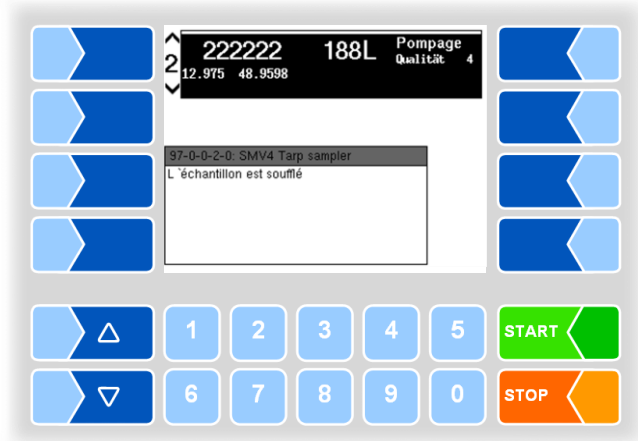 222222 188L Pompage
2 Qualität 4
12.975 48.9598
97-0-0-2-0: SMV4 Tarp sampler
L `échantillon est soufflé
1 2 3 4 5 START
6 7 8 9 0 STOP